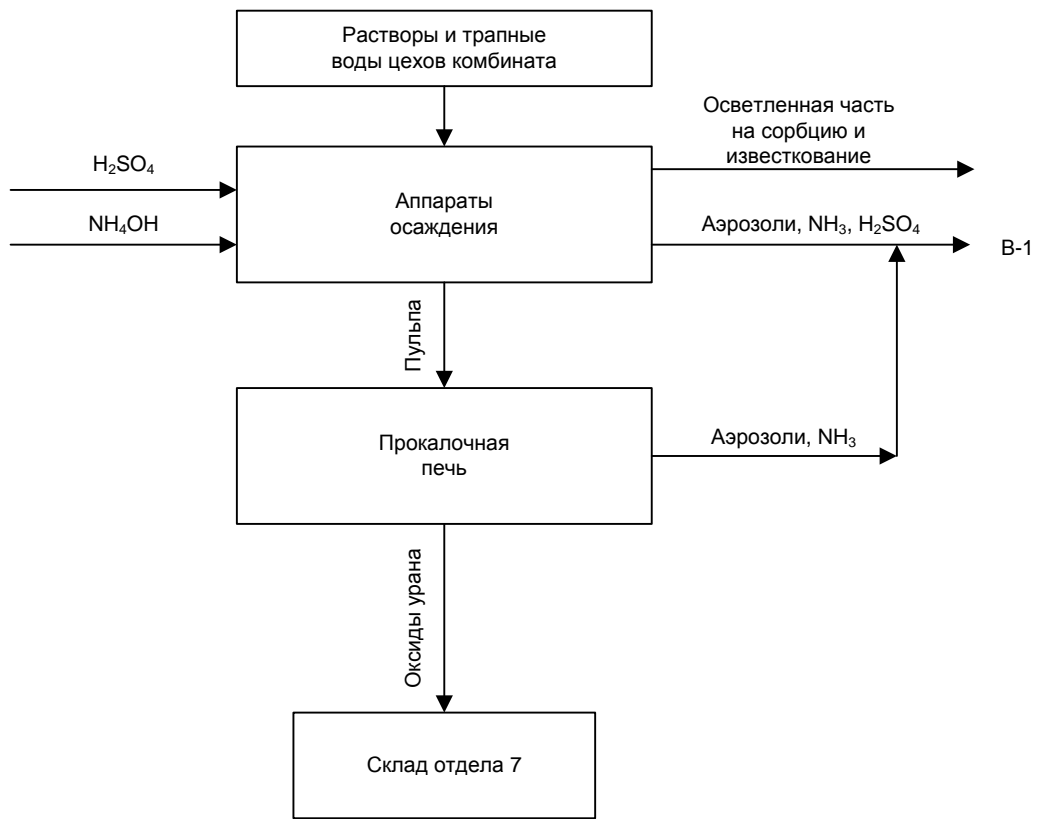 Растворы и трапные
воды цехов комбината
Осветленная часть
на сорбцию и
известкование
H₂SO₄
Аппараты
осаждения
NH₄OH
Аэрозоли, NH₃, H₂SO₄
В-1
Пульпа
Прокалочная
печь
Аэрозоли, NH₃
Оксиды урана
Склад отдела 7